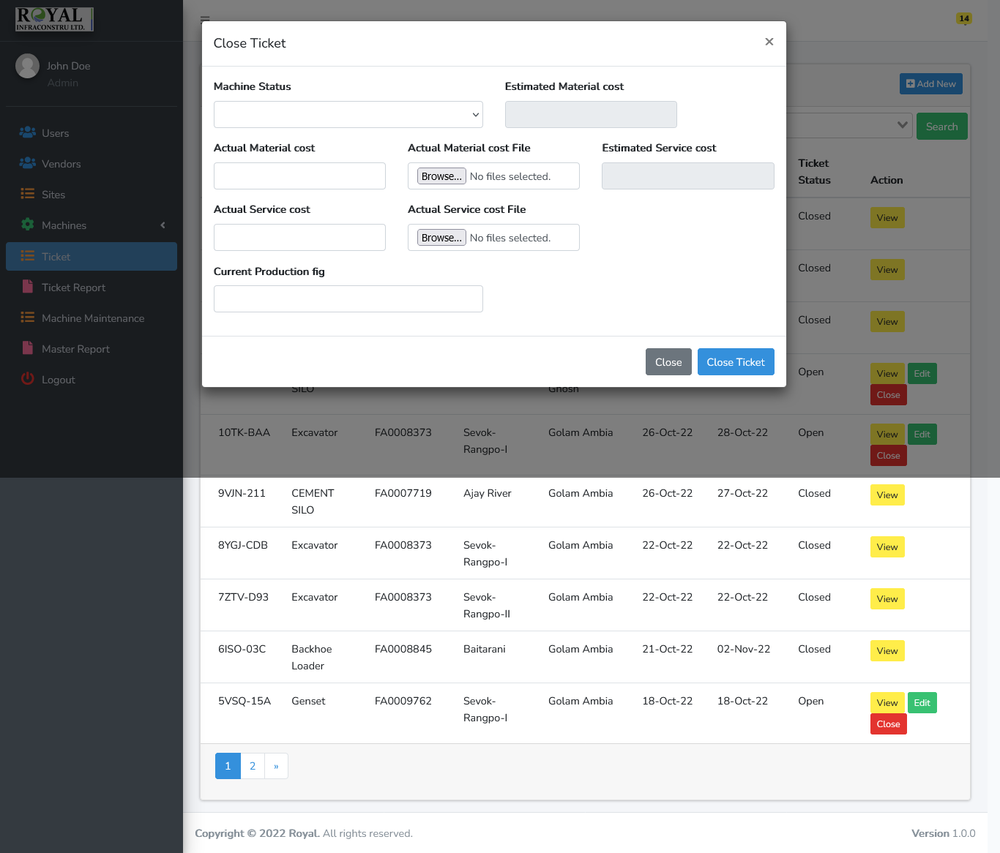 ROYAL
INFRACONSTRU LTD.
14
John Doe
Admin
Users
Vendors
Sites
Machines
Ticket
Ticket Report
Machine Maintenance
Master Report
Logout
Close Ticket
×
Machine Status
Estimated Material cost
Actual Material cost
Actual Material cost File
Estimated Service cost
Browse... No files selected.
Actual Service cost
Actual Service cost File
Browse... No files selected.
Current Production fig
Close
Close Ticket
Add New
Search
Ticket Status
Action
Closed View
Closed View
Closed View
SILO Ghosh Open View Edit
Close
10TK-BAA Excavator FA0008373 Sevok- Golam Ambia 26-Oct-22 28-Oct-22 Open View Edit
Rangpo-I Close
9VJN-211 CEMENT FA0007719 Ajay River Golam Ambia 26-Oct-22 27-Oct-22 Closed View
SILO
8YGJ-CDB Excavator FA0008373 Sevok- Golam Ambia 22-Oct-22 22-Oct-22 Closed View
Rangpo-I
7ZTV-D93 Excavator FA0008373 Sevok- Golam Ambia 22-Oct-22 22-Oct-22 Closed View
Rangpo-II
6ISO-03C Backhoe FA0008845 Baitarani Golam Ambia 21-Oct-22 02-Nov-22 Closed View
Loader
5VSQ-15A Genset FA0009762 Sevok- Golam Ambia 18-Oct-22 18-Oct-22 Open View Edit
Rangpo-I Close
1 2 »
Copyright © 2022 Royal. All rights reserved.
Version 1.0.0